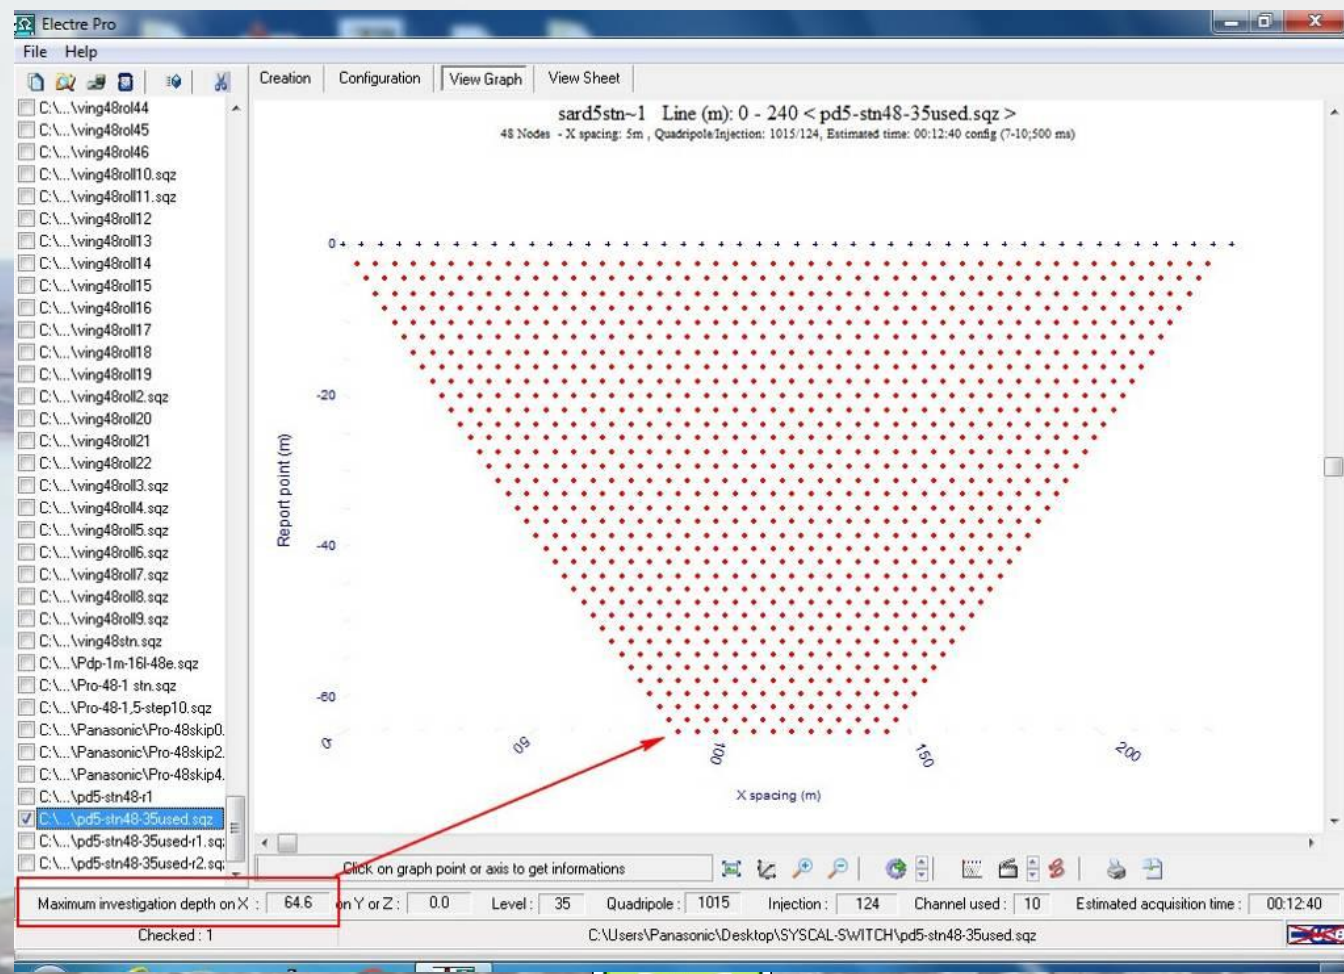 Electre Pro
File Help
Creation Configuration View Graph View Sheet
C:\...\ving48rol44
C:\...\ving48rol45
C:\...\ving48rol46
C:\...\ving48roll10.sqz
C:\...\ving48roll11.sqz
C:\...\ving48roll12
C:\...\ving48roll13
C:\...\ving48roll14
C:\...\ving48roll15
C:\...\ving48roll16
C:\...\ving48roll17
C:\...\ving48roll18
C:\...\ving48roll19
C:\...\ving48roll2.sqz
C:\...\ving48roll20
C:\...\ving48roll21
C:\...\ving48roll22
C:\...\ving48roll3.sqz
C:\...\ving48roll4.sqz
C:\...\ving48roll5.sqz
C:\...\ving48roll6.sqz
C:\...\ving48roll7.sqz
C:\...\ving48roll8.sqz
C:\...\ving48roll9.sqz
C:\...\ving48stn.sqz
C:\...\Pdp-1m-16l-48e.sqz
C:\...\Pro-48-1 stn.sqz
C:\...\Pro-48-1,5-step10.sqz
C:\...\Panasonic\Pro-48skip0.
C:\...\Panasonic\Pro-48skip2.
C:\...\Panasonic\Pro-48skip4.
C:\...\pd5-stn48-r1
C:\...\pd5-stn48-35used.sqz
C:\...\pd5-stn48-35used-r1.sq
C:\...\pd5-stn48-35used-r2.sq
sard5stn~1 Line (m): 0 - 240 < pd5-stn48-35used.sqz >
48 Nodes - X spacing: 5m , Quadripole/Injection: 1015/124, Estimated time: 00:12:40 config (7-10;500 ms)
0
-20
-40
-60
Report point (m)
0 50 100 150 200
X spacing (m)
Click on graph point or axis to get informations
Maximum investigation depth on X : 64.6 on Y or Z : 0.0 Level : 35 Quadripole : 1015 Injection : 124 Channel used : 10 Estimated acquisition time : 00:12:40
Checked : 1 C:\Users\Panasonic\Desktop\SYSCAL-SWITCH\pd5-stn48-35used.sqz